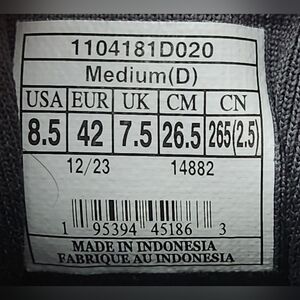 1104181D020
Medium(D)
USA EUR UK CM CN
8.5 42 7.5 26.5 265(2.5)
12/23 14882
1 95394 45186 3
MADE IN INDONESIA
FABRIQUE AU INDONESIA